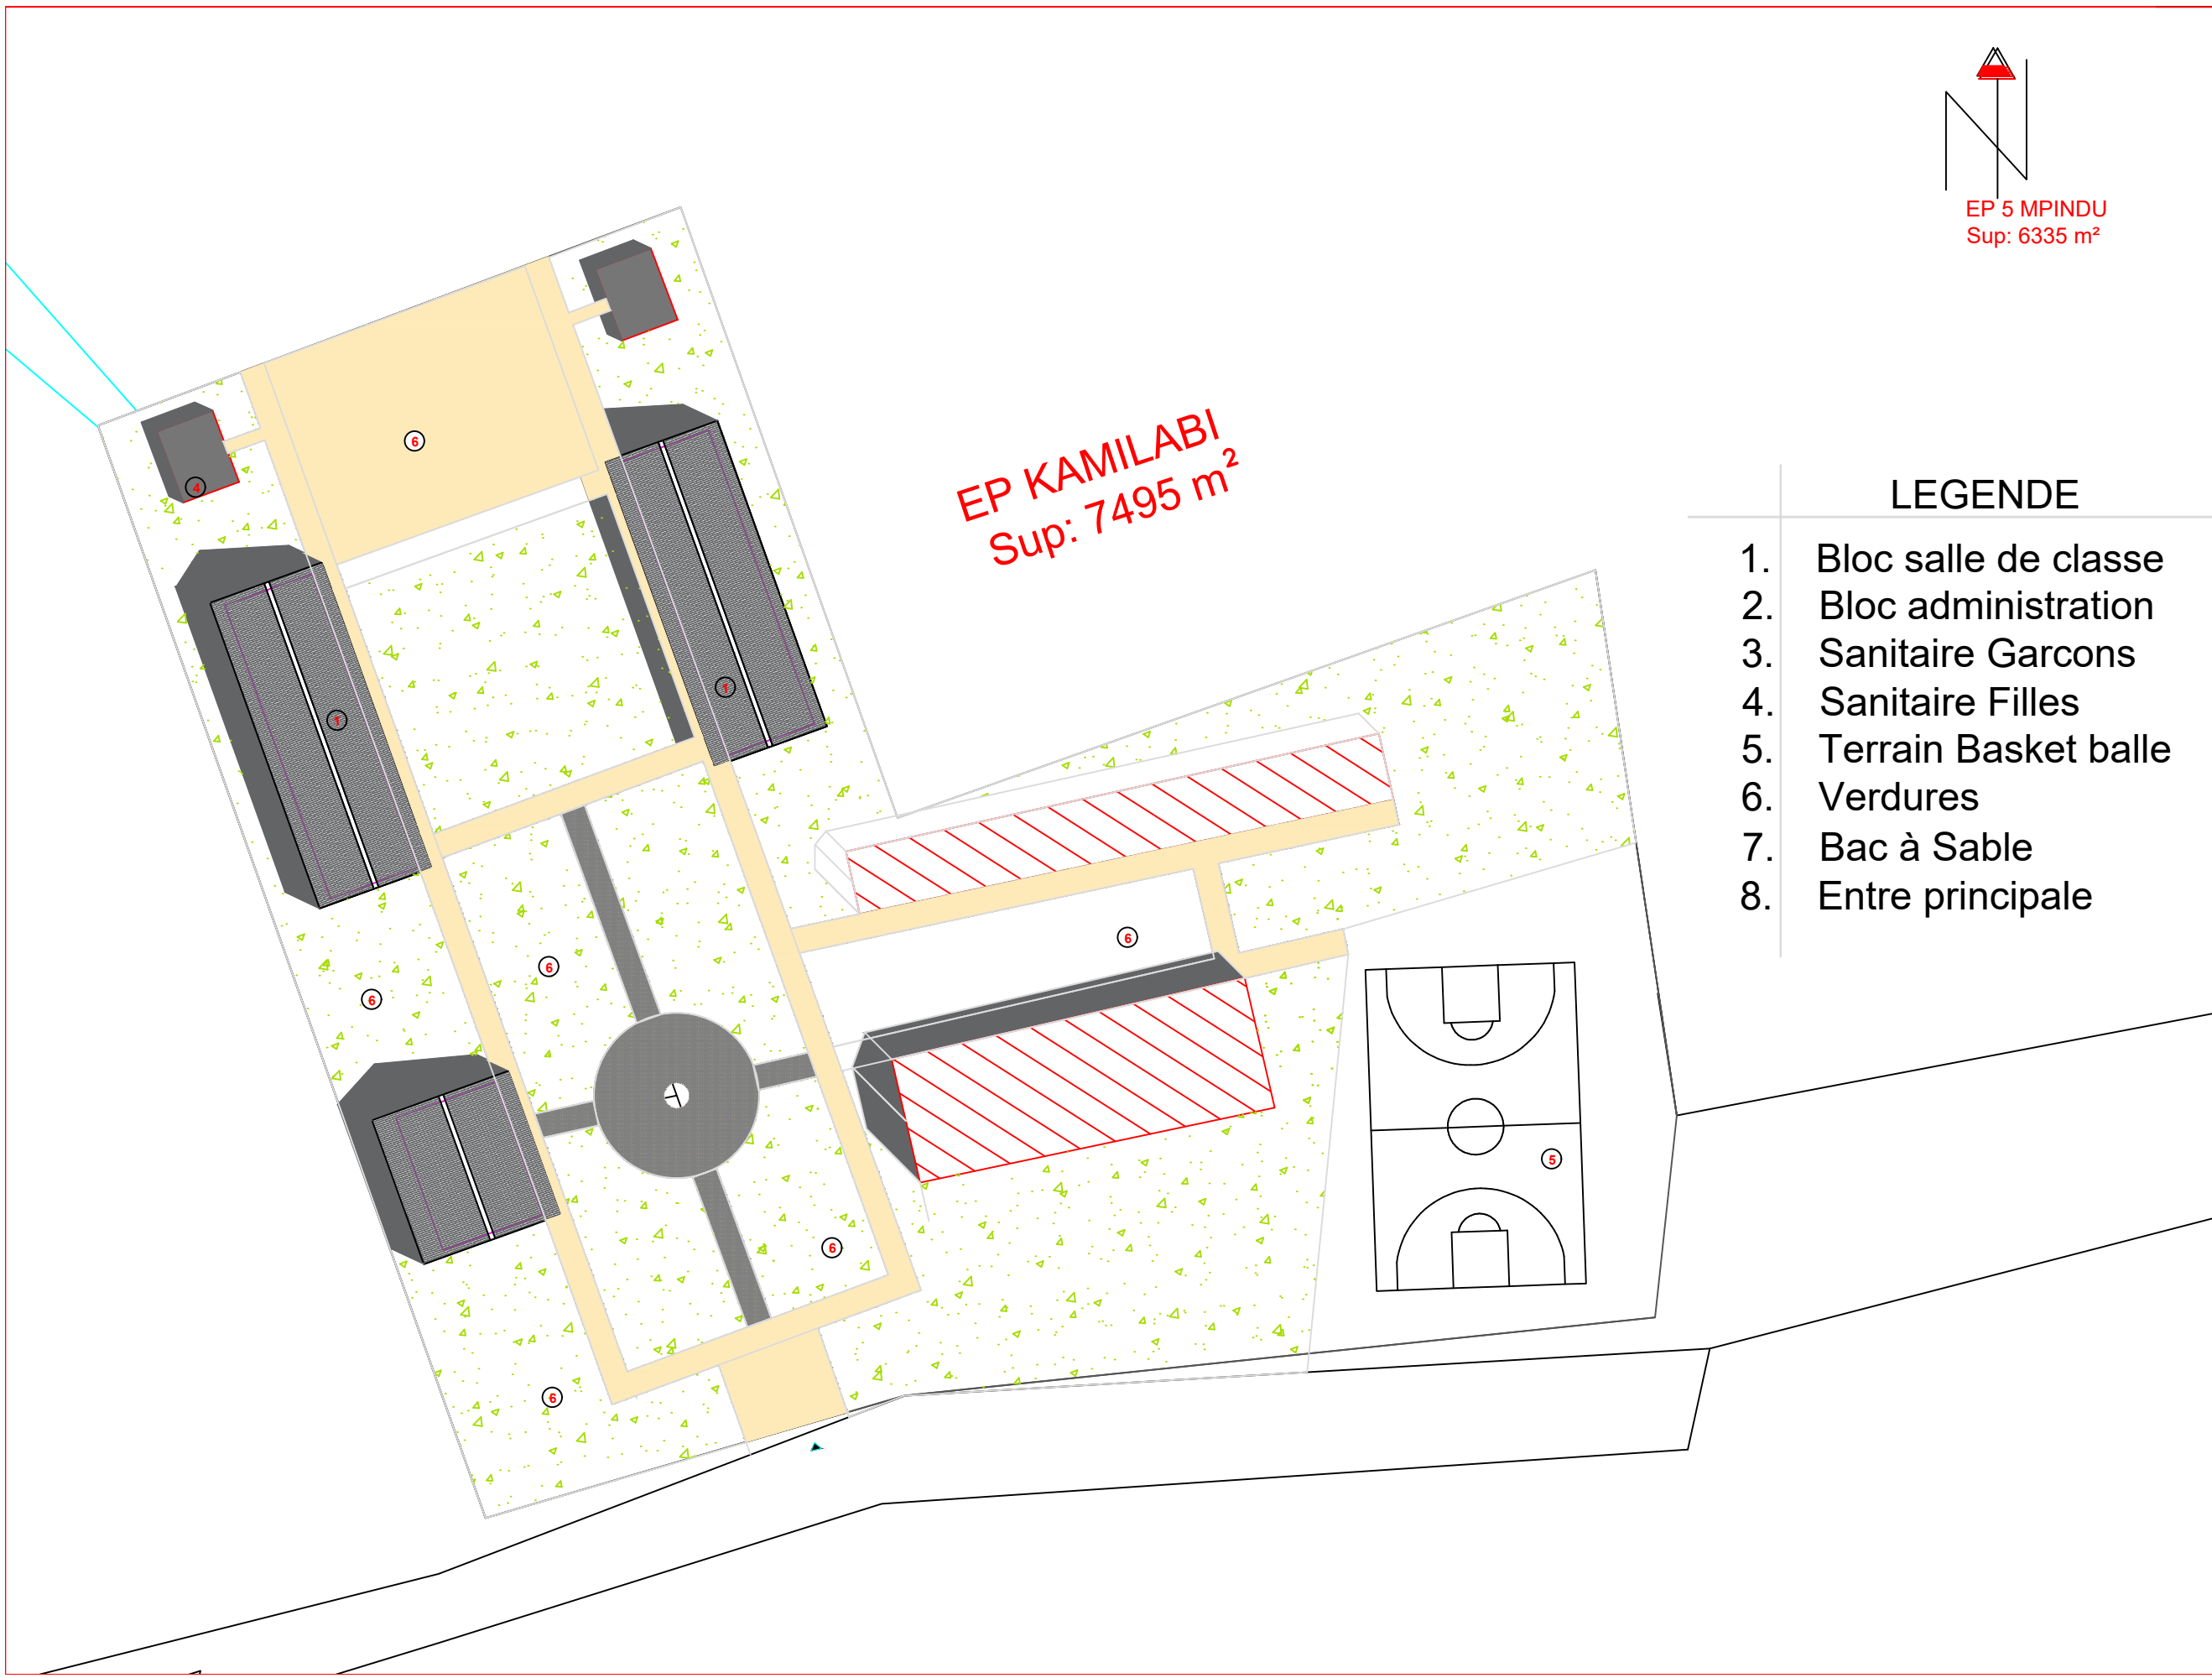 EP 5 MPINDU
Sup: 6335 m²
EP KAMILABI
Sup: 7495 m²
LEGENDE
1. Bloc salle de classe
2. Bloc administration
3. Sanitaire Garcons
4. Sanitaire Filles
5. Terrain Basket balle
6. Verdures
7. Bac à Sable
8. Entre principale
6
4
1
1
6
6
6
5
6
6